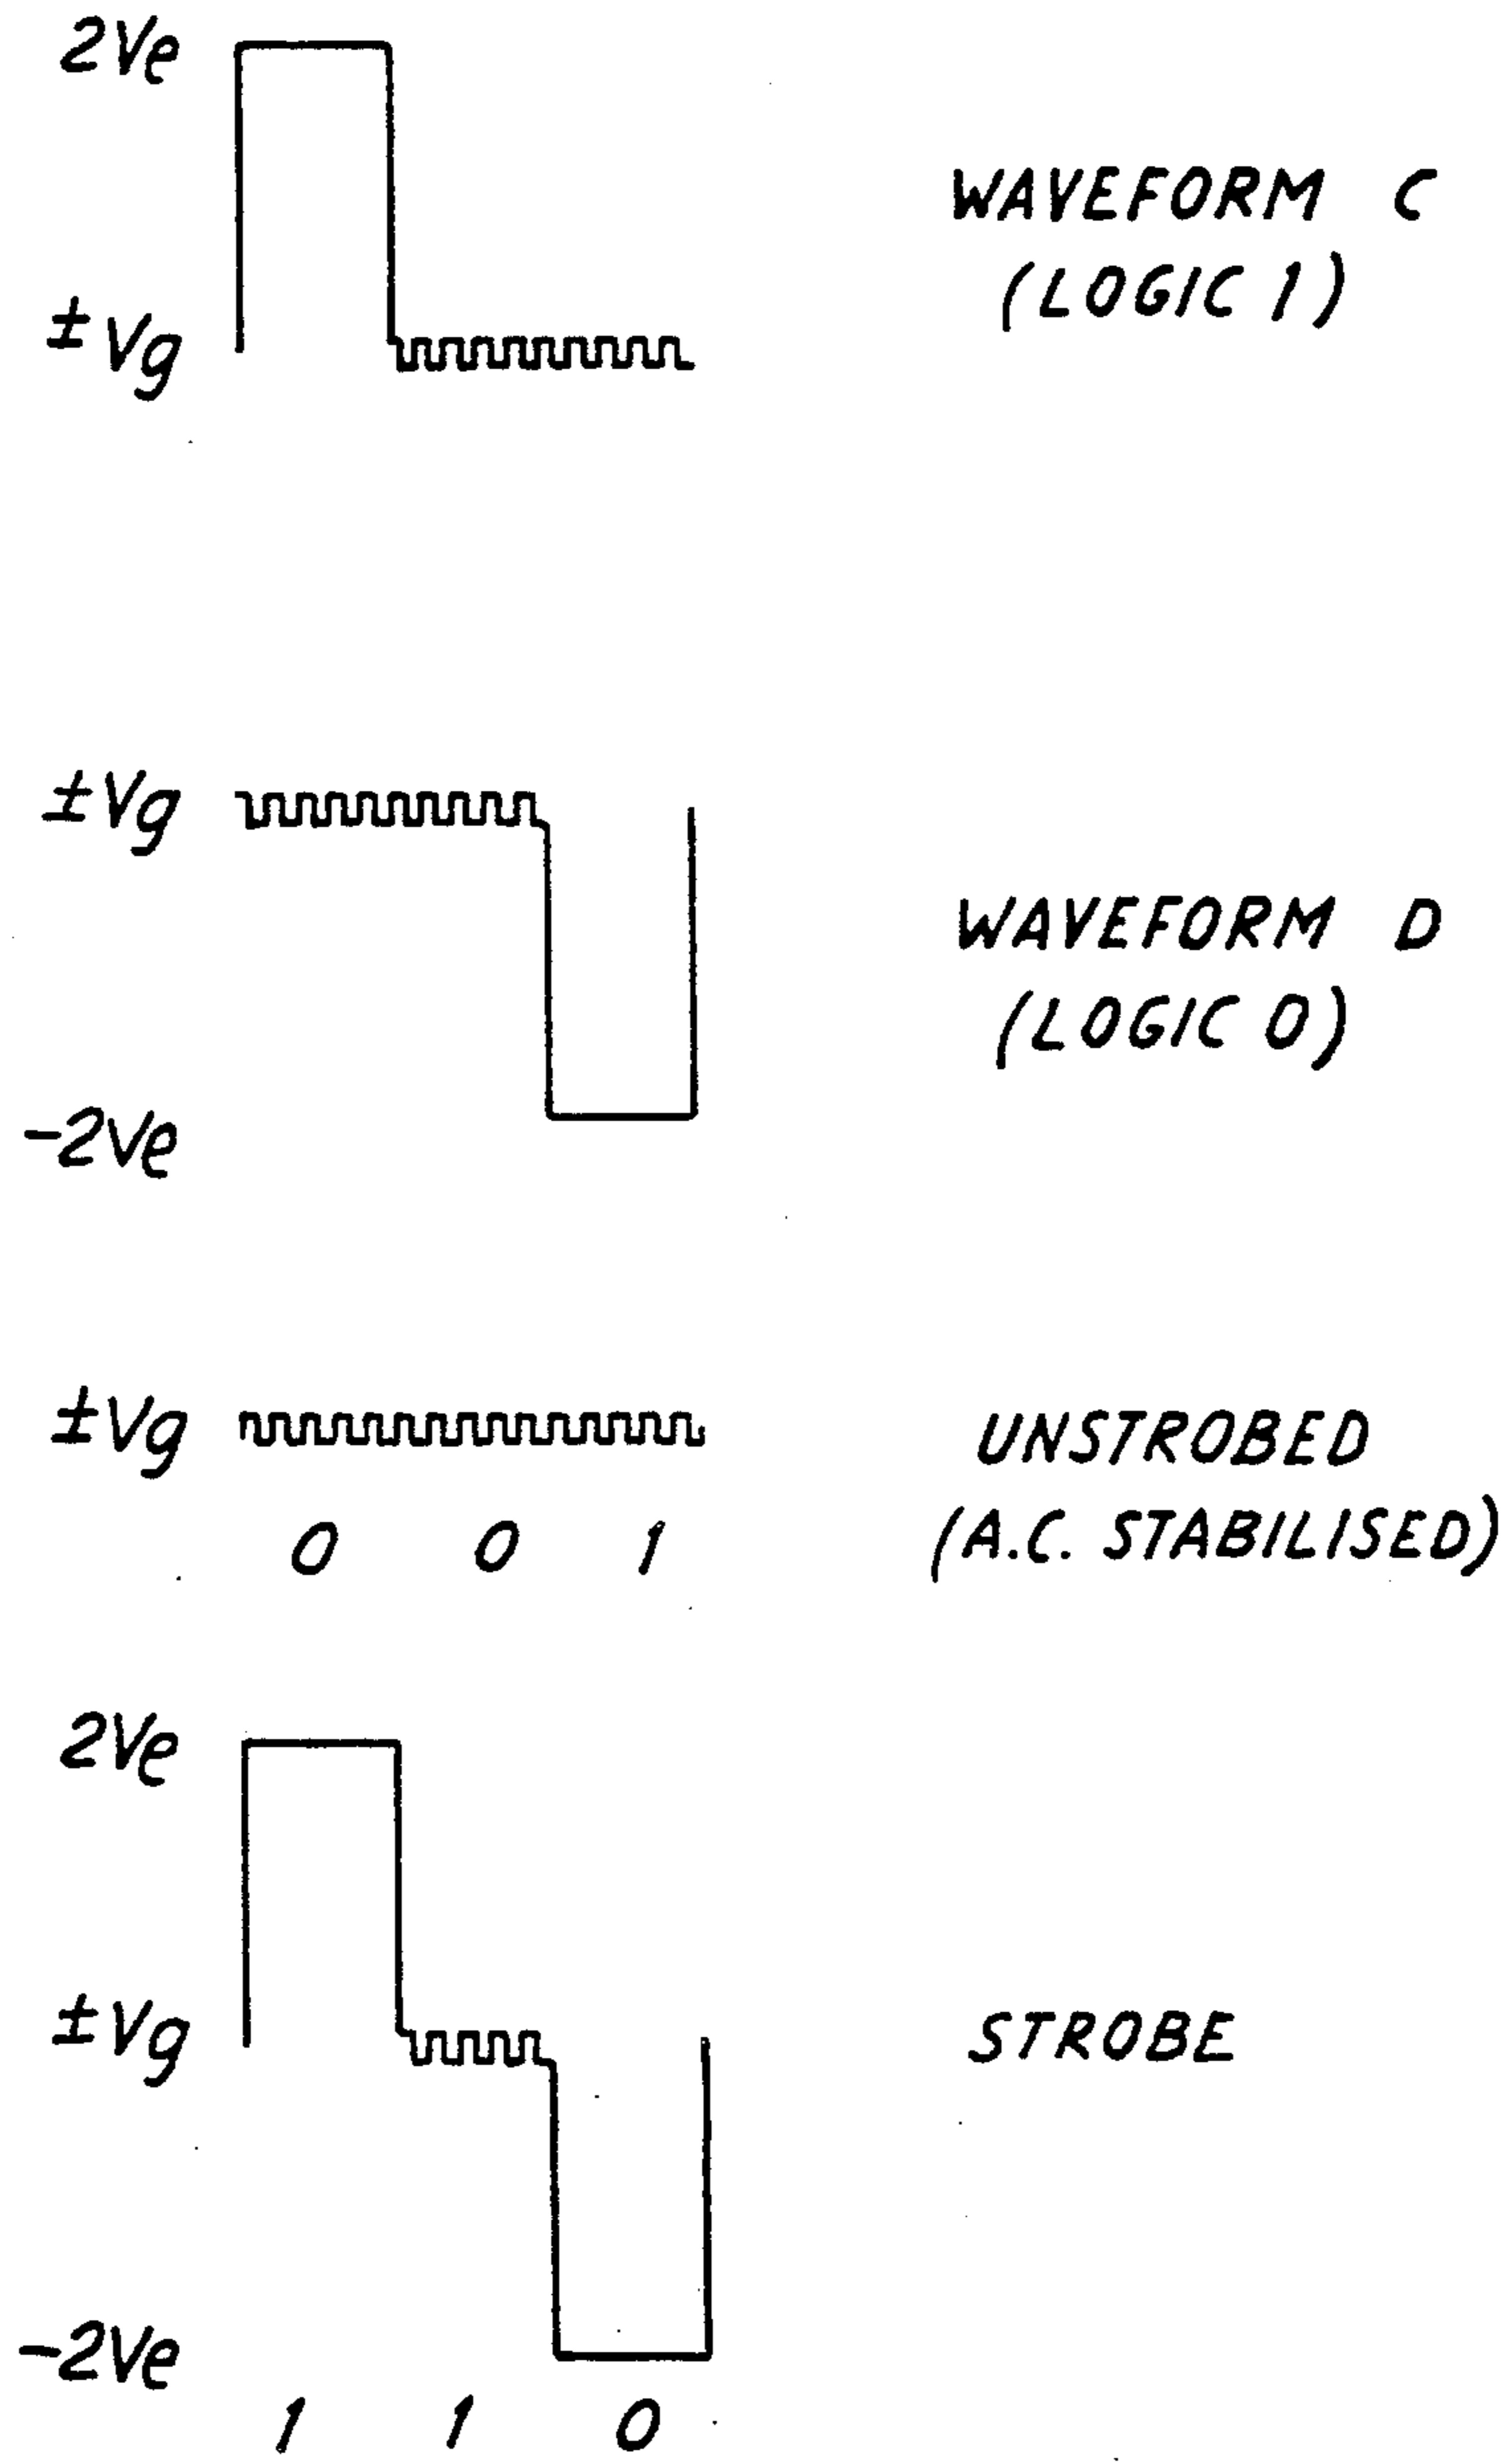 2Ve
±Vg
WAVEFORM C
(LOGIC 1)
±Vg
-2Ve
WAVEFORM D
(LOGIC 0)
±Vg
0 0 1
UNSTROBED
(A.C. STABILISED)
2Ve
±Vg
-2Ve
1 1 0
STROBE